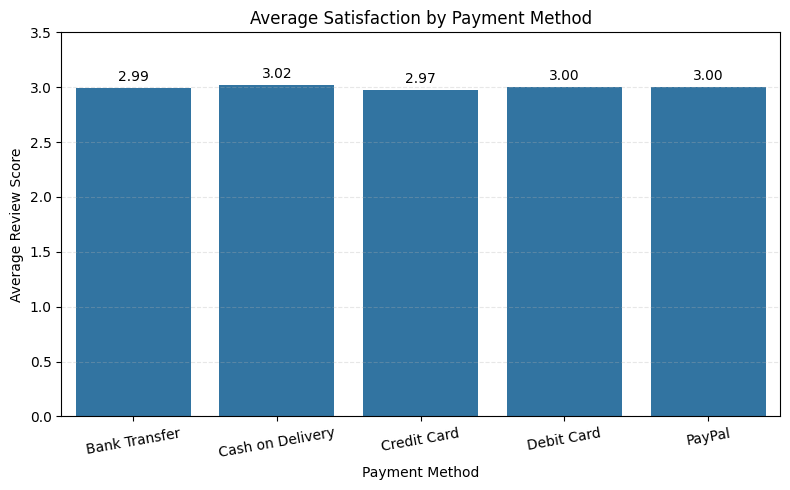 Average Satisfaction by Payment Method
3.5
3.0
2.5
2.0
1.5
1.0
0.5
0.0
Average Review Score
2.99
3.02
2.97
3.00
3.00
Bank Transfer
Cash on Delivery
Credit Card
Debit Card
PayPal
Payment Method